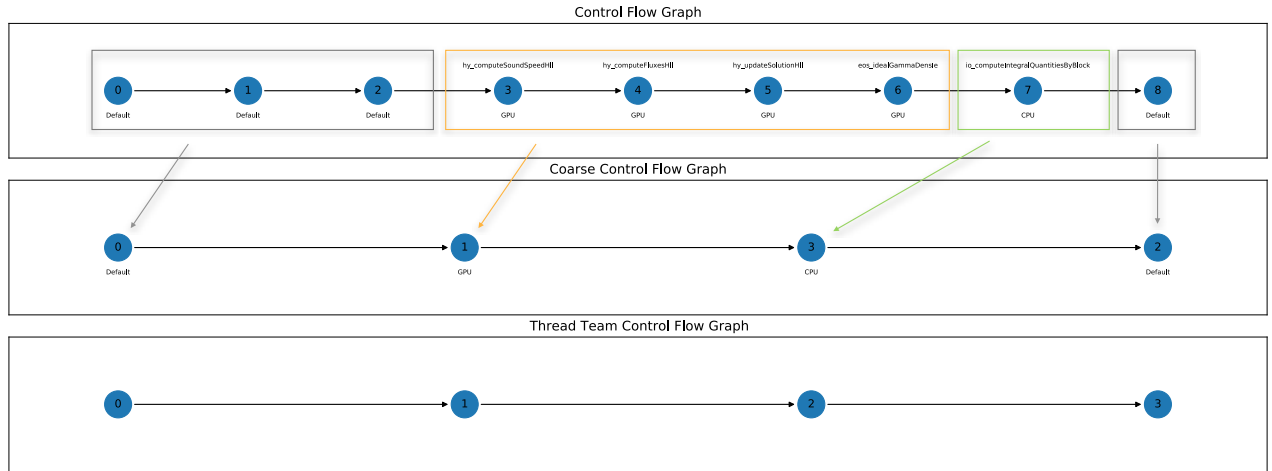 Control Flow Graph
hy_computeSoundSpeedHll hy_computeFluxesHll hy_updateSolutionHll eos_idealGammaDensIe io_computeIntegralQuantitiesByBlock
0 1 2 3 4 5 6 7 8
Default Default Default GPU GPU GPU GPU CPU Default
Coarse Control Flow Graph
0 1 3 2
Default GPU CPU Default
Thread Team Control Flow Graph
0 1 2 3